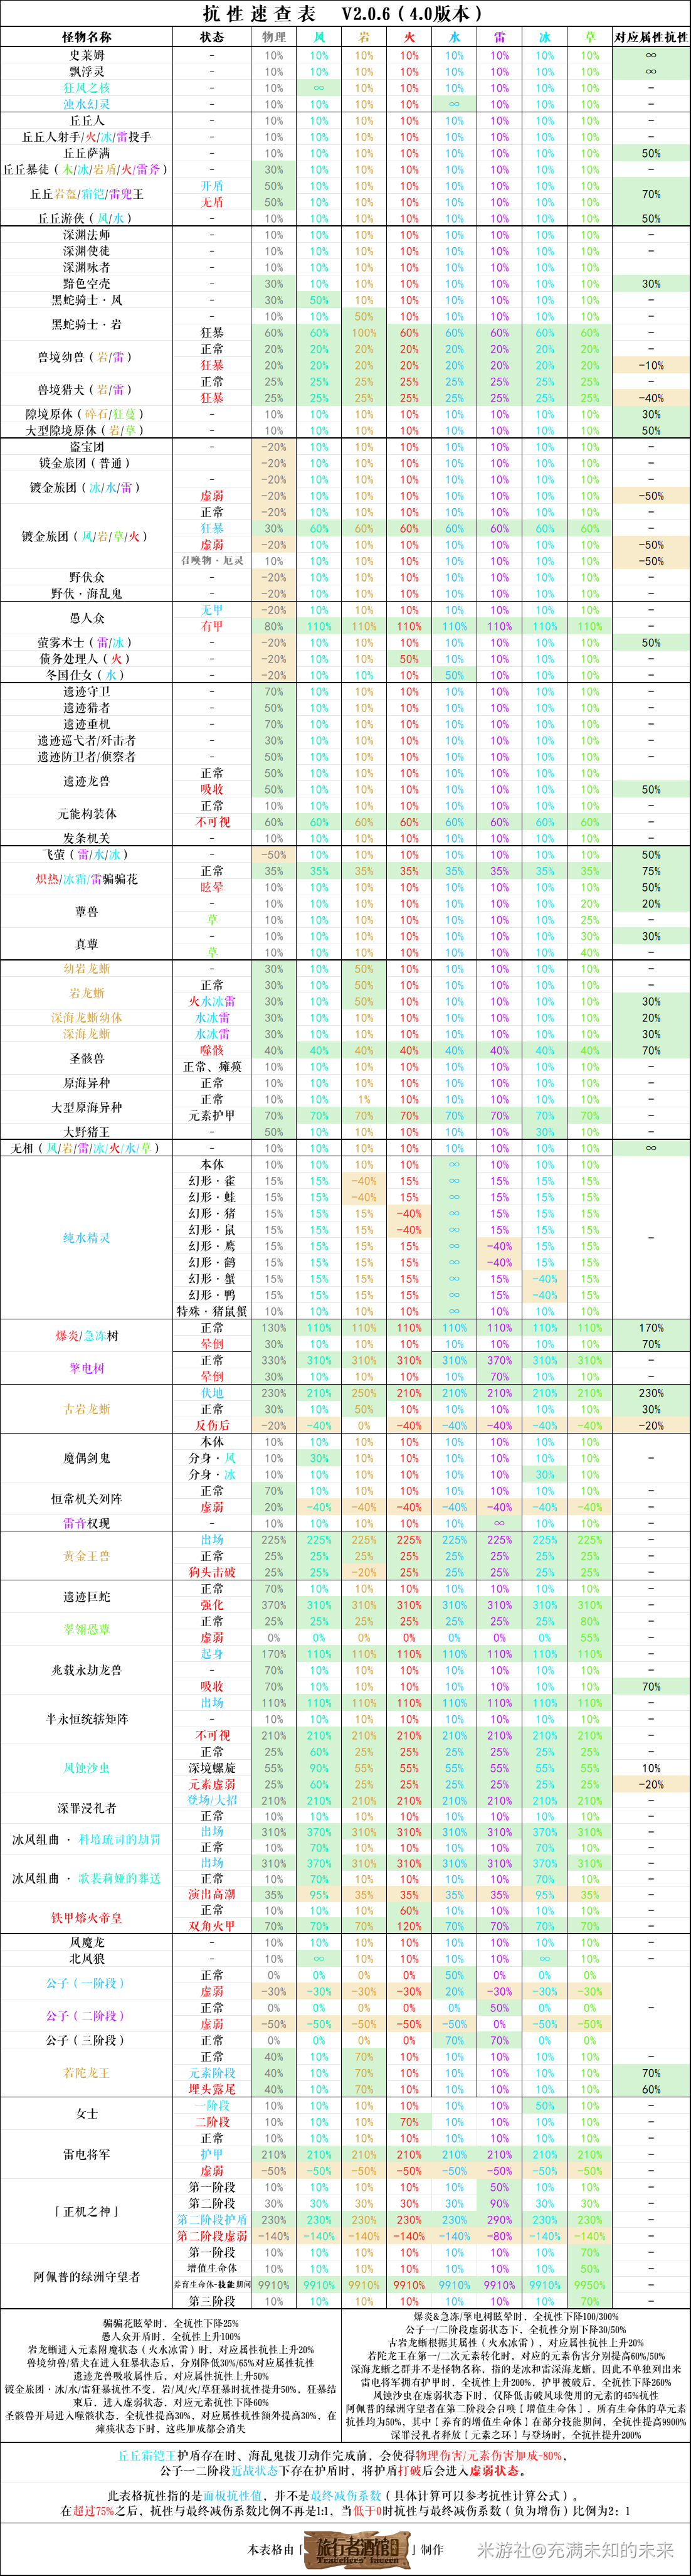 抗性速查表 V2.0.6（4.0版本）
怪物名称 状态 物理 风 岩 火 水 雷 冰 草 对应属性抗性
史莱姆 - 10% 10% 10% 10% 10% 10% 10% 10% ∞
飘浮灵 - 10% 10% 10% 10% 10% 10% 10% 10% ∞
狂风之核 - 10% ∞ 10% 10% 10% 10% 10% 10% -
浊水幻灵 - 10% 10% 10% 10% ∞ 10% 10% 10% -
丘丘人 - 10% 10% 10% 10% 10% 10% 10% 10% -
丘丘人射手/火/冰/雷投手 - 10% 10% 10% 10% 10% 10% 10% 10% -
丘丘萨满 - 10% 10% 10% 10% 10% 10% 10% 10% 50%
丘丘暴徒（木/冰/岩盾/火/雷斧） - 30% 10% 10% 10% 10% 10% 10% 10% -
丘丘岩盔/霜铠/雷兜王 开盾 50% 10% 10% 10% 10% 10% 10% 10% 70%
无盾 50% 10% 10% 10% 10% 10% 10% 10%
丘丘游侠（风/水） - 10% 10% 10% 10% 10% 10% 10% 10% 50%
深渊法师 - 10% 10% 10% 10% 10% 10% 10% 10% -
深渊使徒 - 10% 10% 10% 10% 10% 10% 10% 10% -
深渊咏者 - 10% 10% 10% 10% 10% 10% 10% 10%
黯色空壳 - 30% 10% 10% 10% 10% 10% 10% 10% 30%
黑蛇骑士·风 - 30% 50% 10% 10% 10% 10% 10% 10% -
黑蛇骑士·岩 - 10% 10% 50% 10% 10% 10% 10% 10% -
狂暴 60% 60% 100% 60% 60% 60% 60% 60% -
兽境幼兽（岩/雷） 正常 20% 20% 20% 20% 20% 20% 20% 20% -
狂暴 20% 20% 20% 20% 20% 20% 20% 20% -10%
兽境猎犬（岩/雷） 正常 25% 25% 25% 25% 25% 25% 25% 25% -
狂暴 25% 25% 25% 25% 25% 25% 25% 25% -40%
隙境原体（碎石/狂蔓） - 10% 10% 10% 10% 10% 10% 10% 10% 30%
大型隙境原体（岩/草） - 10% 10% 10% 10% 10% 10% 10% 10% 50%
盗宝团 - -20% 10% 10% 10% 10% 10% 10% 10% -
镀金旅团（普通） -20% 10% 10% 10% 10% 10% 10% 10% -
镀金旅团（冰/水/雷） - -20% 10% 10% 10% 10% 10% 10% 10% -
虚弱 -20% 10% 10% 10% 10% 10% 10% 10% -50%
镀金旅团（风/岩/草/火） 正常 -20% 10% 10% 10% 10% 10% 10% 10% -
狂暴 30% 60% 60% 60% 60% 60% 60% 60% -
虚弱 -20% 10% 10% 10% 10% 10% 10% 10% -50%
召唤物·厄灵 10% 10% 10% 10% 10% 10% 10% 10% -50%
野伏众 - -20% 10% 10% 10% 10% 10% 10% 10% -
野伏·海乱鬼 - -20% 10% 10% 10% 10% 10% 10% 10% -
愚人众 无甲 -20% 10% 10% 10% 10% 10% 10% 10% -
有甲 80% 110% 110% 110% 110% 110% 110% 110% -
萤雾术士（雷/冰） - -20% 10% 10% 10% 10% 10% 10% 10% 50%
债务处理人（火） - -20% 10% 10% 50% 10% 10% 10% 10% -
冬国仕女（水） - -20% 10% 10% 10% 50% 10% 10% 10% -
遗迹守卫 - 70% 10% 10% 10% 10% 10% 10% 10% -
遗迹猎者 - 50% 10% 10% 10% 10% 10% 10% 10% -
遗迹重机 - 70% 10% 10% 10% 10% 10% 10% 10% -
遗迹巡弋者/歼击者 - 30% 10% 10% 10% 10% 10% 10% 10% -
遗迹防卫者/侦察者 - 50% 10% 10% 10% 10% 10% 10% 10% -
遗迹龙兽 正常 50% 10% 10% 10% 10% 10% 10% 10%
吸收 50% 10% 10% 10% 10% 10% 10% 10% 50%
元能构装体 正常 10% 10% 10% 10% 10% 10% 10% 10% -
不可视 60% 60% 60% 60% 60% 60% 60% 60% -
发条机关 - 10% 10% 10% 10% 10% 10% 10% 10% -
飞萤（雷/水/冰） - -50% 10% 10% 10% 10% 10% 10% 10% 50%
炽热/冰霜/雷骗骗花 正常 35% 35% 35% 35% 35% 35% 35% 35% 75%
眩晕 10% 10% 10% 10% 10% 10% 10% 10% 50%
蕈兽 - 10% 10% 10% 10% 10% 10% 10% 20% 20%
草 10% 10% 10% 10% 10% 10% 10% 25% -
真蕈 - 10% 10% 10% 10% 10% 10% 10% 30% 30%
草 10% 10% 10% 10% 10% 10% 10% 40% -
幼岩龙蜥 - 30% 10% 50% 10% 10% 10% 10% 10% -
岩龙蜥 正常 30% 10% 50% 10% 10% 10% 10% 10% -
火水冰雷 30% 10% 50% 10% 10% 10% 10% 10% 30%
深海龙蜥幼体 水冰雷 30% 10% 10% 10% 10% 10% 10% 10% 20%
深海龙蜥 水冰雷 30% 10% 10% 10% 10% 10% 10% 10% 30%
圣骸兽 噬骸 40% 40% 40% 40% 40% 40% 40% 40% 70%
正常、瘫痪 10% 10% 10% 10% 10% 10% 10% 10% -
原海异种 正常 10% 10% 10% 10% 10% 10% 10% 10% -
大型原海异种 正常 10% 10% 1% 10% 10% 10% 10% 10% -
元素护甲 70% 70% 70% 70% 70% 70% 70% 70% -
大野猪王 - 50% 10% 10% 10% 10% 10% 30% 10% -
无相（风/岩/雷/冰/火/水/草） - 10% 10% 10% 10% 10% 10% 10% 10% ∞
纯水精灵 本体 10% 10% 10% 10% ∞ 10% 10% 10% -
幻形·雀 15% 15% -40% 15% ∞ 15% 15% 15%
幻形·蛙 15% 15% -40% 15% ∞ 15% 15% 15%
幻形·猪 15% 15% 15% -40% ∞ 15% 15% 15%
幻形·鼠 15% 15% 15% -40% ∞ 15% 15% 15%
幻形·鹰 15% 15% 15% 15% ∞ -40% 15% 15%
幻形·鹤 15% 15% 15% 15% ∞ -40% 15% 15%
幻形·蟹 15% 15% 15% 15% ∞ 15% -40% 15%
幻形·鸭 15% 15% 15% 15% ∞ 15% -40% 15%
特殊·猪鼠蟹 10% 10% 10% 10% ∞ 10% 10% 10%
爆炎/急冻树 正常 130% 110% 110% 110% 110% 110% 110% 110% 170%
晕倒 30% 10% 10% 10% 10% 10% 10% 10% 70%
擎电树 正常 330% 310% 310% 310% 310% 370% 310% 310% -
晕倒 30% 10% 10% 10% 10% 70% 10% 10% -
古岩龙蜥 伏地 230% 210% 250% 210% 210% 210% 210% 210% 230%
正常 30% 10% 50% 10% 10% 10% 10% 10% 30%
反伤后 -20% -40% 0% -40% -40% -40% -40% -40% -20%
魔偶剑鬼 本体 10% 10% 10% 10% 10% 10% 10% 10% -
分身·风 10% 30% 10% 10% 10% 10% 10% 10%
分身·冰 10% 10% 10% 10% 10% 10% 30% 10%
恒常机关列阵 正常 70% 10% 10% 10% 10% 10% 10% 10% -
虚弱 20% -40% -40% -40% -40% -40% -40% -40%
雷音权现 - 10% 10% 10% 10% 10% ∞ 10% 10% -
黄金王兽 出场 225% 225% 225% 225% 225% 225% 225% 225% -
正常 25% 25% 25% 25% 25% 25% 25% 25% -
狗头击破 25% 25% -20% 25% 25% 25% 25% 25% -
遗迹巨蛇 正常 70% 10% 10% 10% 10% 10% 10% 10% -
强化 370% 310% 310% 310% 310% 310% 310% 310%
翠翎恐蕈 正常 25% 25% 25% 25% 25% 25% 25% 80% -
虚弱 0% 0% 0% 0% 0% 0% 0% 55%
兆载永劫龙兽 起身 170% 110% 110% 110% 110% 110% 110% 110% -
- 70% 10% 10% 10% 10% 10% 10% 10% -
吸收 70% 10% 10% 10% 10% 10% 10% 10% 70%
半永恒统辖矩阵 出场 110% 110% 110% 110% 110% 110% 110% 110% -
- 10% 10% 10% 10% 10% 10% 10% 10% -
不可视 210% 210% 210% 210% 210% 210% 210% 210% -
风蚀沙虫 正常 25% 60% 25% 25% 25% 25% 25% 25% -
深境螺旋 55% 90% 55% 55% 55% 55% 55% 55% 10%
元素虚弱 25% 60% 25% 25% 25% 25% 25% 25% -20%
深罪浸礼者 登场/大招 210% 210% 210% 210% 210% 210% 210% 210% -
正常 10% 10% 10% 10% 10% 10% 10% 10% -
冰风组曲·科培琉司的劫罚 出场 310% 370% 310% 310% 310% 310% 370% 310% -
正常 10% 70% 10% 10% 10% 10% 70% 10% -
冰风组曲·歌裴莉娅的葬送 出场 310% 370% 310% 310% 310% 310% 370% 310% -
正常 10% 70% 10% 10% 10% 10% 70% 10% -
演出高潮 35% 95% 35% 35% 35% 35% 95% 35% -
铁甲熔火帝皇 正常 10% 10% 10% 60% 10% 10% 10% 10% -
双角火甲 70% 70% 70% 120% 70% 70% 70% 70%
风魔龙 - 10% 10% 10% 10% 10% 10% 10% 10% -
北风狼 - 10% ∞ 10% 10% 10% 10% ∞ 10% -
公子（一阶段） 正常 0% 0% 0% 0% 50% 0% 0% 0% -
虚弱 -30% -30% -30% -30% 20% -30% -30% -30%
公子（二阶段） 正常 0% 0% 0% 0% 0% 50% 0% 0%
虚弱 -50% -50% -50% -50% -50% 0% -50% -50%
公子（三阶段） 正常 0% 0% 0% 0% 70% 70% 0% 0%
若陀龙王 正常 40% 10% 70% 10% 10% 10% 10% 10% -
元素阶段 40% 10% 70% 10% 10% 10% 10% 10% 70%
埋头露尾 40% 10% 70% 10% 10% 10% 10% 10% 60%
女士 一阶段 10% 10% 10% 10% 10% 10% 50% 10% -
二阶段 10% 10% 10% 70% 10% 10% 10% 10%
雷电将军 正常 10% 10% 10% 10% 10% 10% 10% 10% -
护甲 210% 210% 210% 210% 210% 210% 210% 210%
虚弱 -50% -50% -50% -50% -50% -50% -50% -50%
「正机之神」 第一阶段 10% 10% 10% 10% 10% 50% 10% 10% -
第二阶段 30% 30% 30% 30% 30% 90% 30% 30%
第二阶段护盾 230% 230% 230% 230% 230% 290% 230% 230%
第二阶段虚弱 -140% -140% -140% -140% -140% -80% -140% -140%
阿佩普的绿洲守望者 第一阶段 10% 10% 10% 10% 10% 10% 10% 70% -
增值生命体 10% 10% 10% 10% 10% 10% 10% 50%
养有生命体-技能期间 9910% 9910% 9910% 9910% 9910% 9910% 9910% 9950%
第三阶段 10% 10% 10% 10% 10% 10% 10% 70%
骗骗花眩晕时，全抗性下降25%
愚人众开盾时，全抗性上升100%
岩龙蜥进入元素附魔状态（火水冰雷）时，对应属性抗性上升20%
兽境幼兽/猎犬在进入狂暴状态后，分别降低30%/65%对应属性抗性
遗迹龙兽吸收属性后，对应属性抗性上升50%
镀金旅团·冰/水/雷狂暴抗性不变，岩/风/火/草狂暴时抗性提升50%，狂暴结
束后，进入虚弱状态，对应元素抗性下降60%
圣骸兽开局进入噬骸状态，全抗性提高30%，对应属性抗性额外提高30%，在
瘫痪状态下时，这些加成都会消失
爆炎&急冻/擎电树眩晕时，全抗性下降100/300%
公子一/二阶段虚弱状态下，全抗性分别下降30/50%
古岩龙蜥根据其属性（火水冰雷），对应属性抗性上升20%
若陀龙王在第一/二次元素转化时，对应的元素伤害分别提高60%/50%
深海龙蜥之群并不是怪物名称，指的是冰和雷深海龙蜥，因此不单独列出来
雷电将军拥有护甲时，全抗性上升200%，护甲被破后，全抗性下降260%
风蚀沙虫在虚弱状态下时，仅降低击破风球使用的元素的45%抗性
阿佩普的绿洲守望者在第二阶段会召唤【增值生命体】，所有生命体的草元素
抗性均为50%，其中【养有的增值生命体】在部分技能期间，全抗性提高9900%
深罪浸礼者释放【元素之环】与登场时，全抗性提升200%
丘丘霜铠王护盾存在时，海乱鬼拔刀动作完成前，会使得物理伤害/元素伤害加成-80%，
公子一二阶段近战状态下存在护盾时，将护盾打破后会进入虚弱状态。
此表格抗性指的是面板抗性值，并不是最终减伤系数（具体计算可以参考抗性计算公式）。
在超过75%之后，抗性与最终减伤系数比例不再是1:1，当低于0时抗性与最终减伤系数（负为增伤）比例为2：1
本表格由「旅行者酒馆」制作
Travellers' tavern
米游社@充满未知的未来